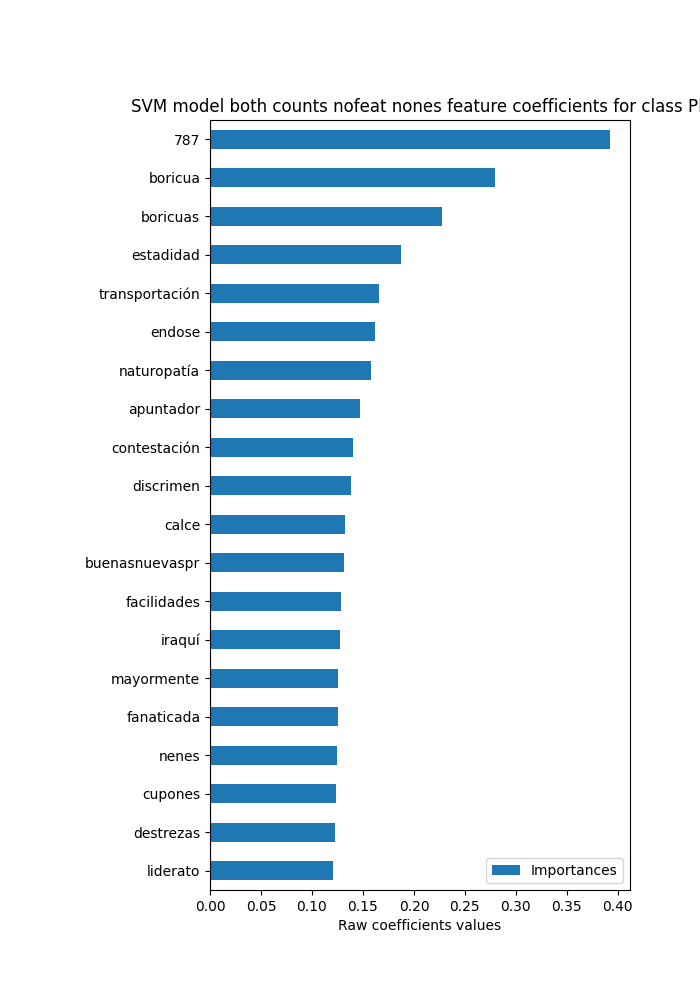 SVM model both counts nofeat nones feature coefficients for class P
787
boricua
boricuas
estadidad
transportación
endose
naturopatía
apuntador
contestación
discrimen
calce
buenasnuevaspr
facilidades
iraquí
mayormente
fanaticada
nenes
cupones
destrezas
liderato
Importances
0.00 0.05 0.10 0.15 0.20 0.25 0.30 0.35 0.40
Raw coefficients values